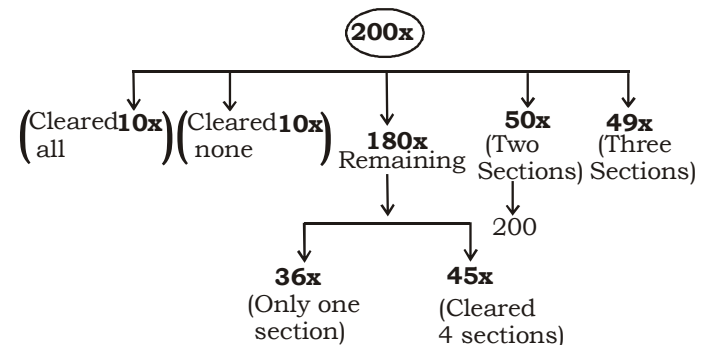 200x
(Cleared 10x all) (Cleared 10x none)
180x
Remaining
50x
(Two
Sections)
200
49x
(Three
Sections)
36x
(Only one
section)
45x
(Cleared
4 sections)